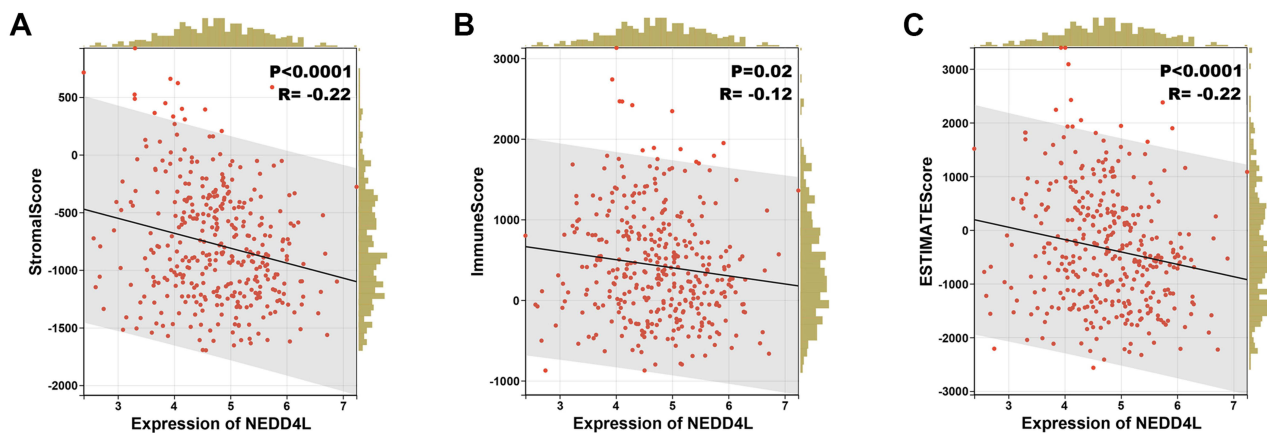 A
P<0.0001
R= -0.22
StromalScore
500
0
-500
-1000
-1500
-2000
3 4 5 6 7
Expression of NEDD4L
B
P=0.02
R= -0.12
ImmuneScore
3000
2000
1000
0
-1000
3 4 5 6 7
Expression of NEDD4L
C
P<0.0001
R= -0.22
ESTIMATEScore
3000
2000
1000
0
-1000
-2000
-3000
3 4 5 6 7
Expression of NEDD4L